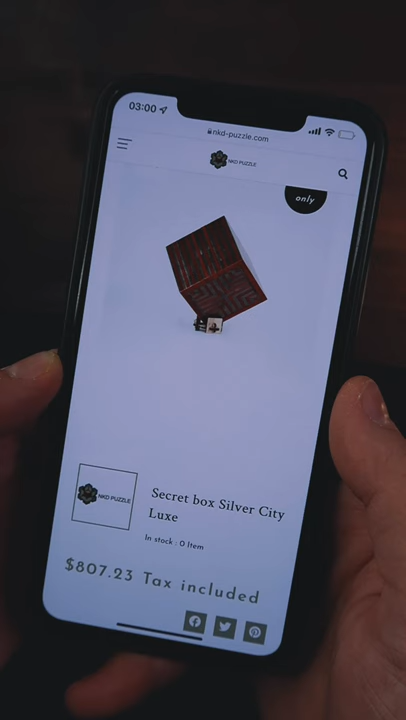 03:00
nkd-puzzle.com
NKD PUZZLE
only
NKD PUZZLE
Secret box Silver City
Luxe
In stock : 0 Item
$807.23 Tax included